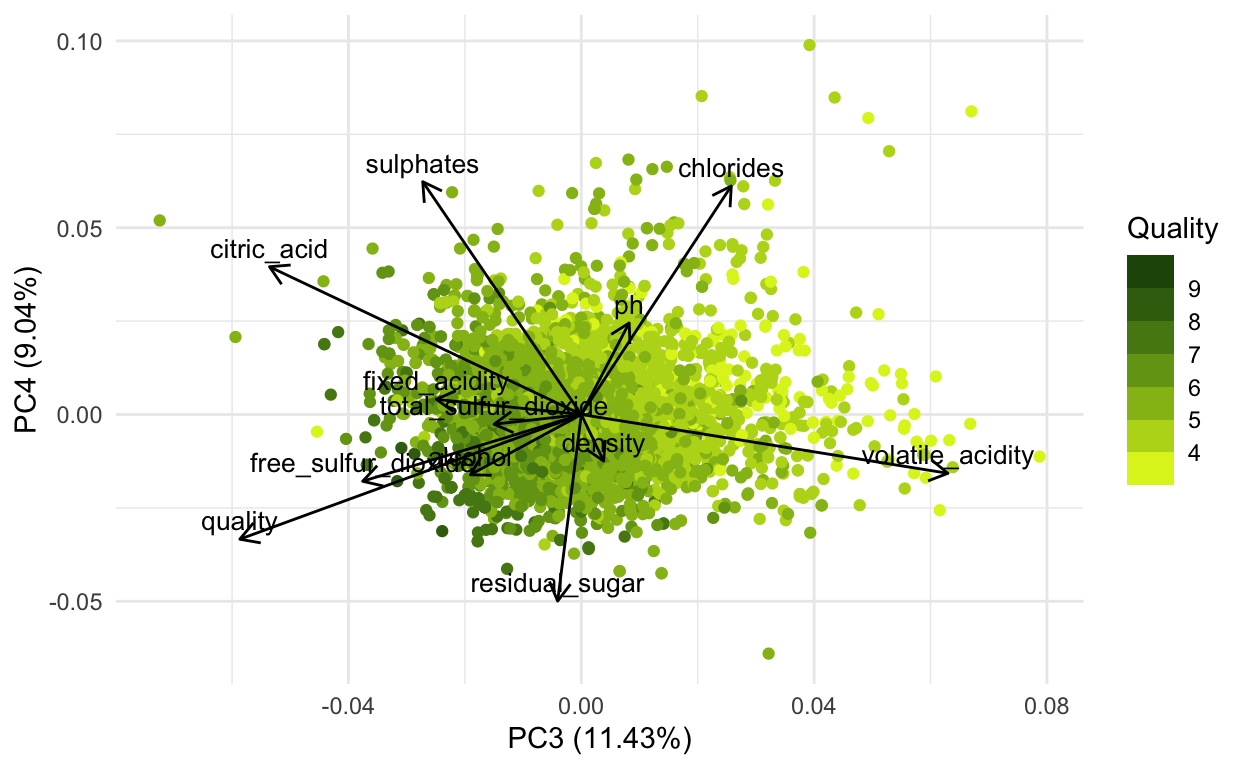 0.10
0.05
0.00
-0.05
PC4 (9.04%)
sulphates
chlorides
citric_acid
ph
fixed_acidity
total_sulfur_dioxide
density
alcohol
free_sulfur_dioxide
volatile_acidity
quality
residual_sugar
-0.04
0.00
0.04
0.08
PC3 (11.43%)
Quality
9
8
7
6
5
4